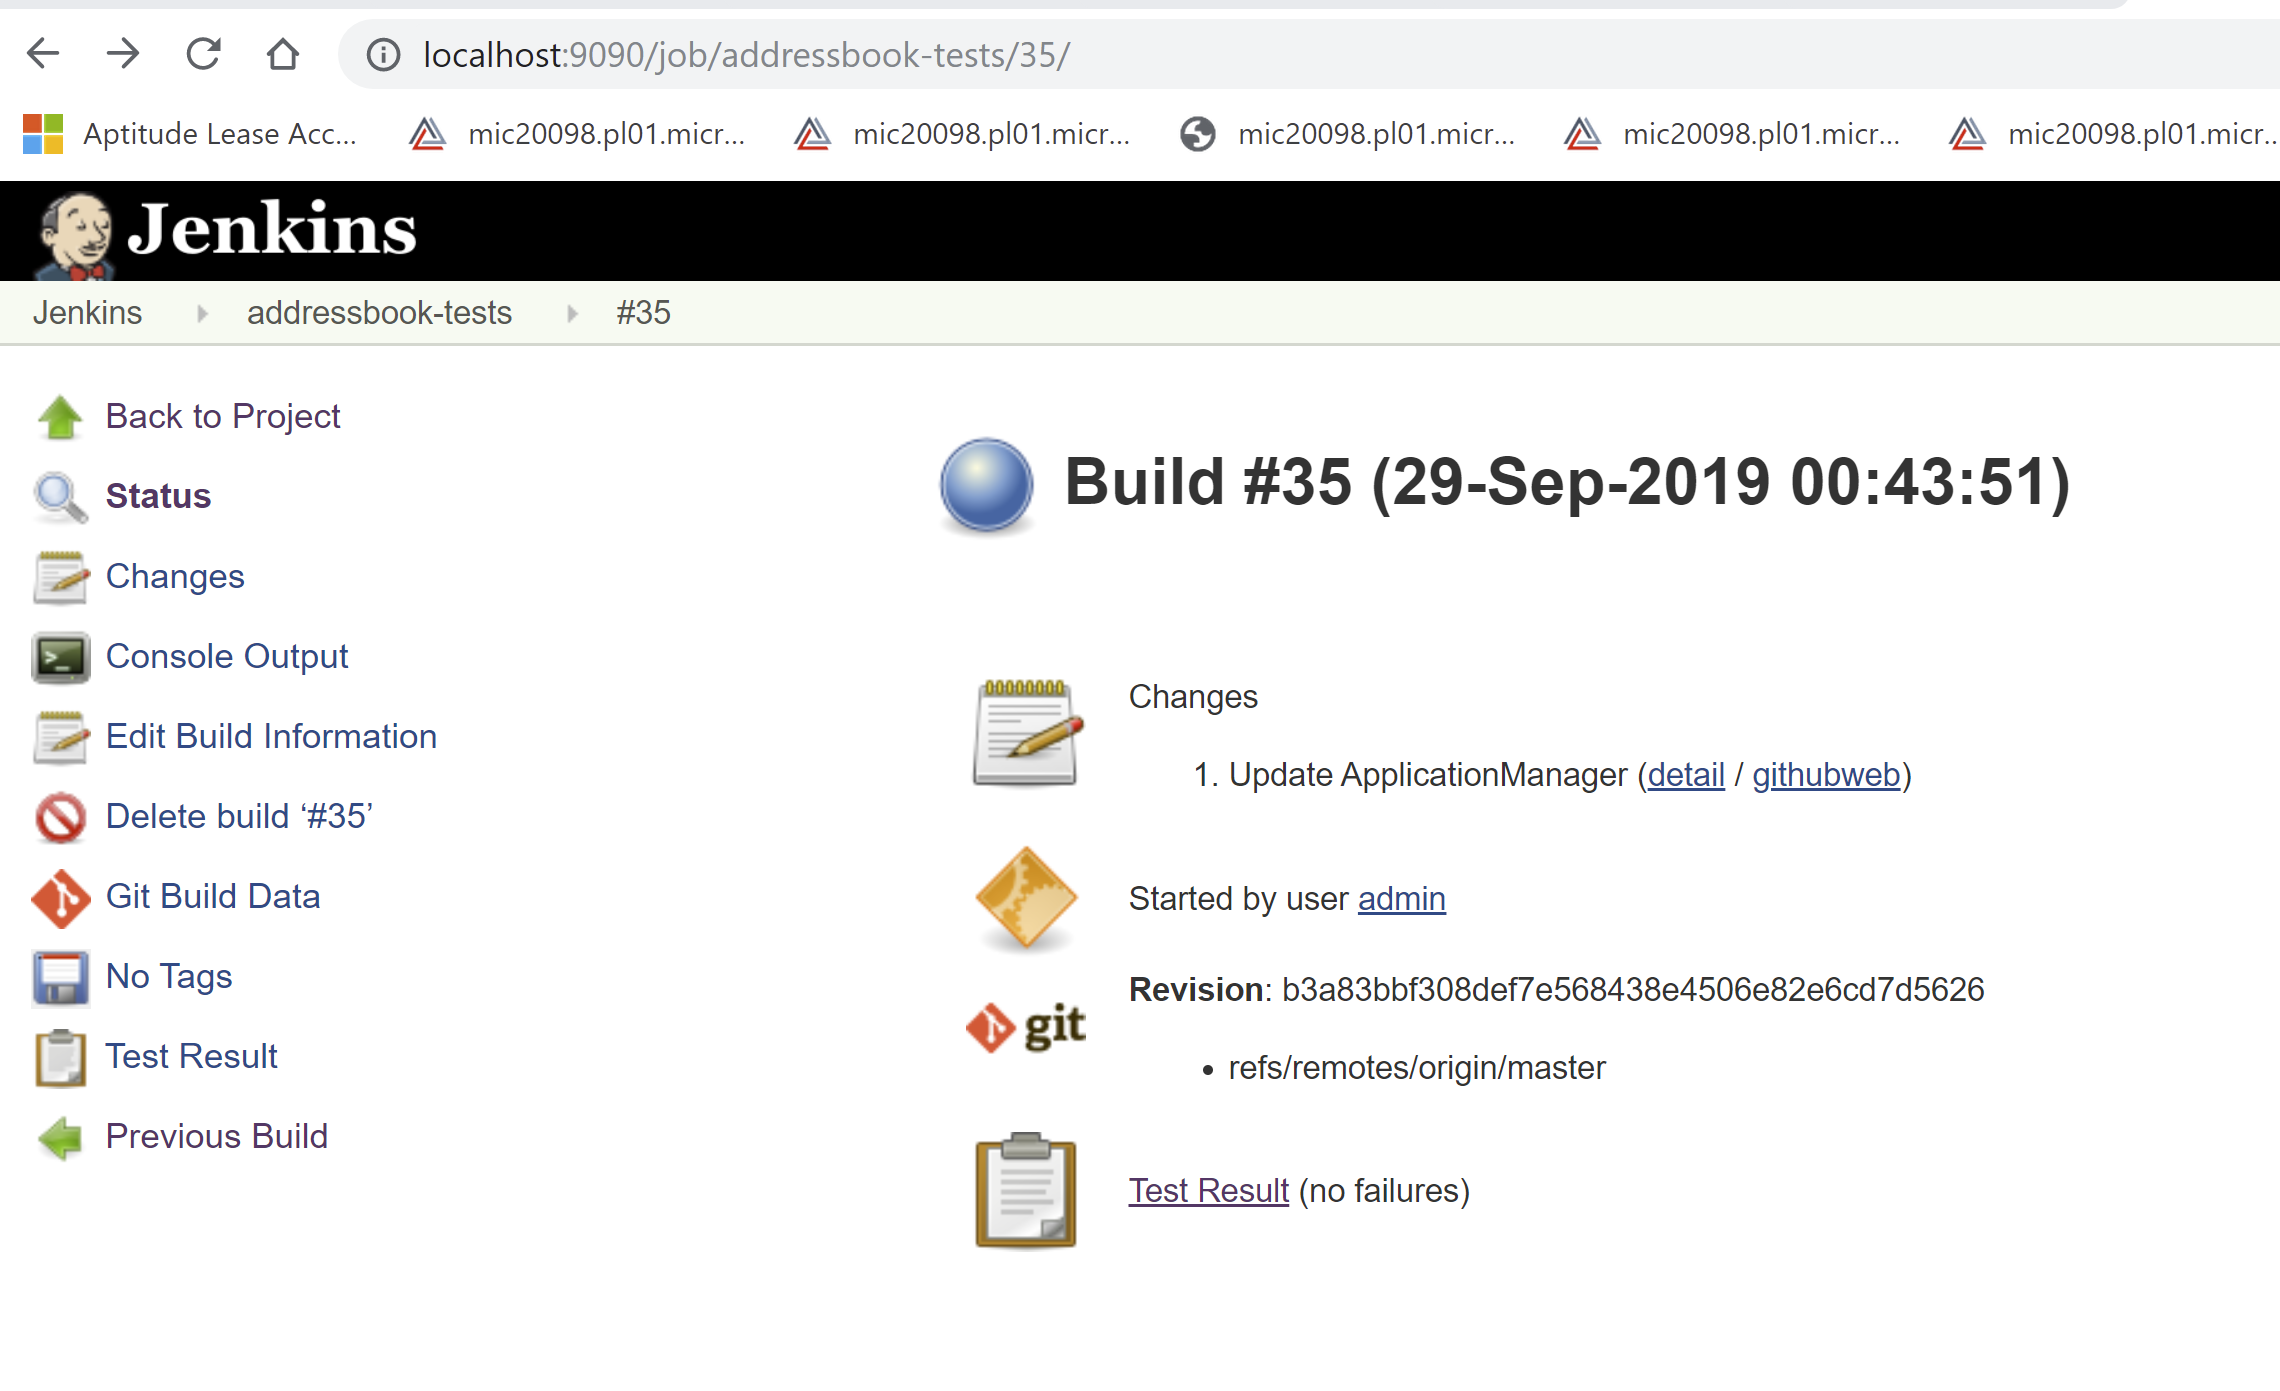 localhost:9090/job/addressbook-tests/35/
Aptitude Lease Acc... mic20098.pl01.micr... mic20098.pl01.micr... mic20098.pl01.micr... mic20098.pl01.micr... mic20098.pl01.micr...
Jenkins
Jenkins addressbook-tests #35
Back to Project
Status
Changes
Console Output
Edit Build Information
Delete build ‘#35’
Git Build Data
No Tags
Test Result
Previous Build
Build #35 (29-Sep-2019 00:43:51)
Changes
1. Update ApplicationManager (detail / githubweb)
Started by user admin
Revision: b3a83bbf308def7e568438e4506e82e6cd7d5626
git
• refs/remotes/origin/master
Test Result (no failures)